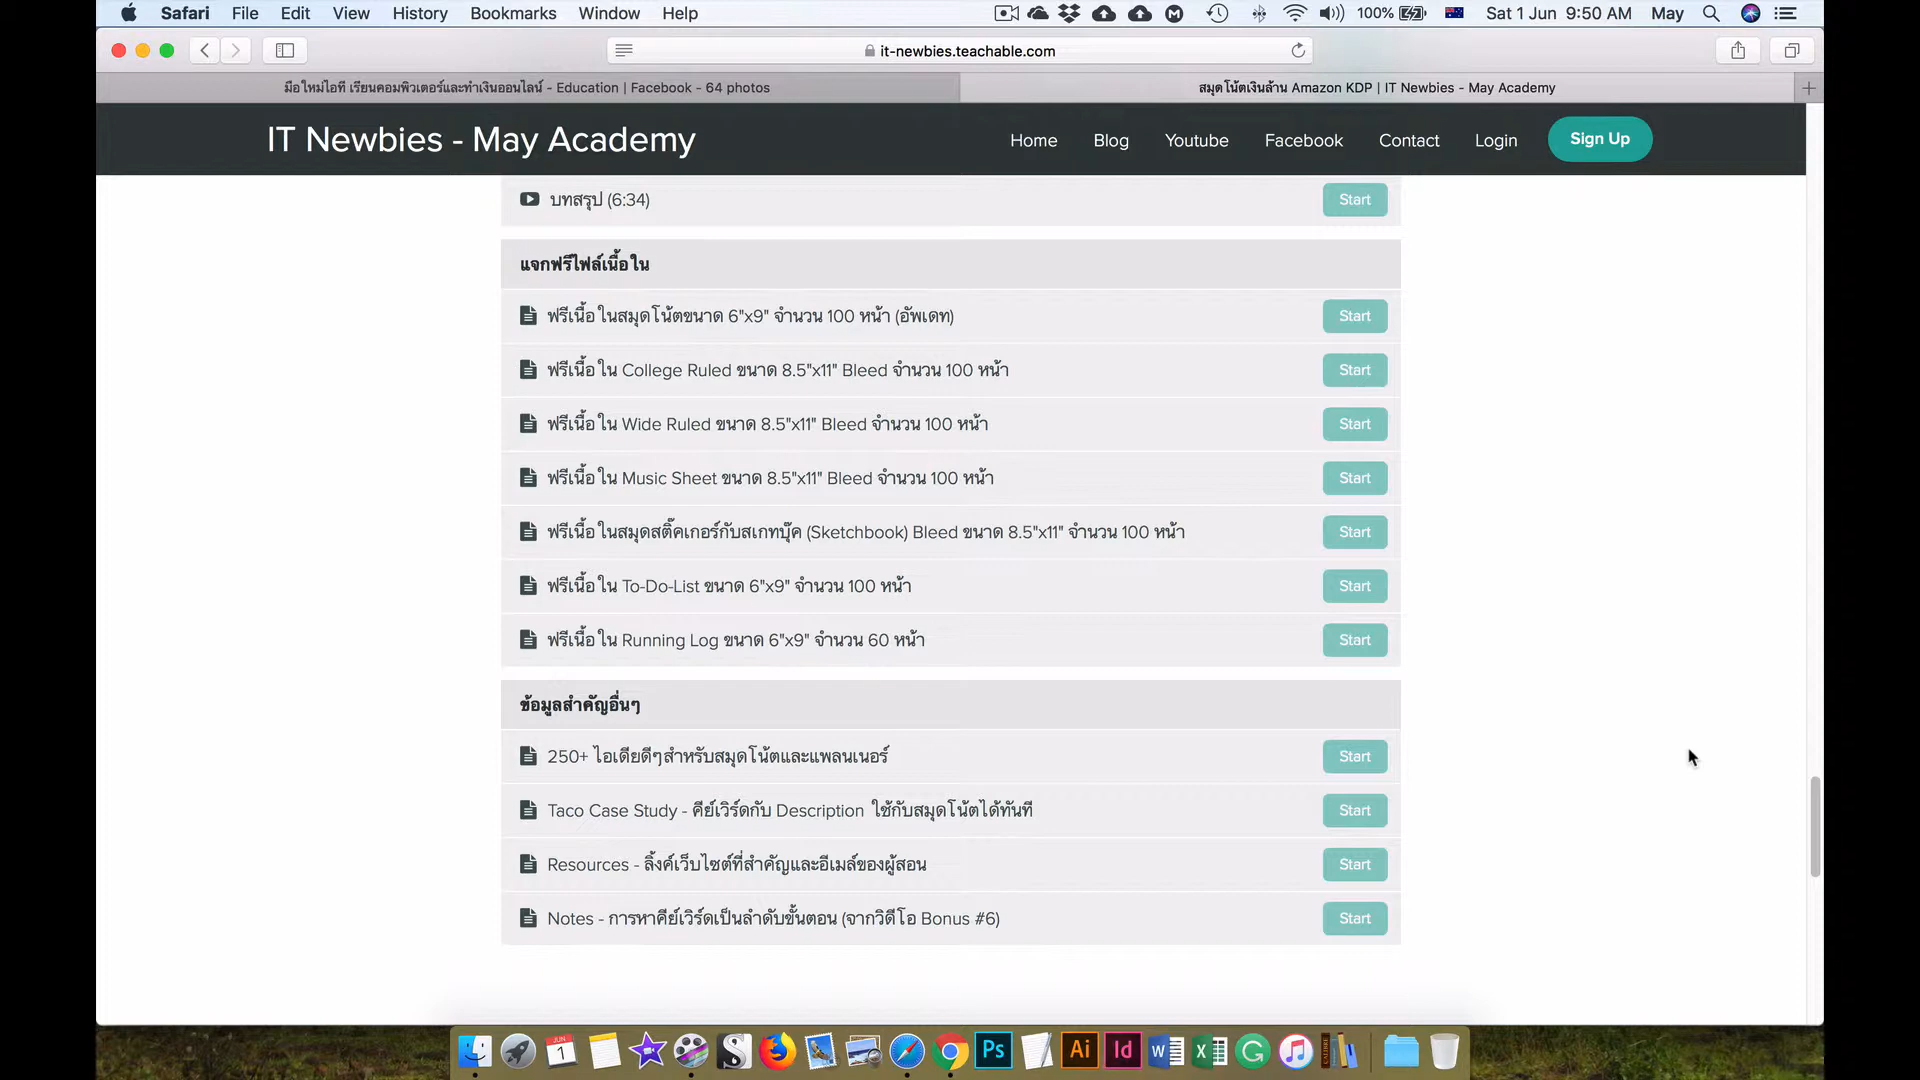 Safari File Edit View History Bookmarks Window Help 100% Sat 1 Jun 9:50 AM May
it-newbies.teachable.com
มือใหม่ไอที เรียนคอมพิวเตอร์และทำเงินออนไลน์ - Education | Facebook - 64 photos
สมุดโน้ตเงินล้าน Amazon KDP | IT Newbies - May Academy
IT Newbies - May Academy Home Blog Youtube Facebook Contact Login Sign Up
บทสรุป (6:34) Start
แจกฟรีไฟล์เนื้อใน
ฟรีเนื้อในสมุดโน้ตขนาด 6"x9" จำนวน 100 หน้า (อัพเดท) Start
ฟรีเนื้อใน College Ruled ขนาด 8.5"x11" Bleed จำนวน 100 หน้า Start
ฟรีเนื้อใน Wide Ruled ขนาด 8.5"x11" Bleed จำนวน 100 หน้า Start
ฟรีเนื้อใน Music Sheet ขนาด 8.5"x11" Bleed จำนวน 100 หน้า Start
ฟรีเนื้อในสมุดสติ๊คเกอร์กับสเกทบุ๊ค (Sketchbook) Bleed ขนาด 8.5"x11" จำนวน 100 หน้า Start
ฟรีเนื้อใน To-Do-List ขนาด 6"x9" จำนวน 100 หน้า Start
ฟรีเนื้อใน Running Log ขนาด 6"x9" จำนวน 60 หน้า Start
ข้อมูลสำคัญอื่นๆ
250+ ไอเดียดีๆสำหรับสมุดโน้ตและแพลนเนอร์ Start
Taco Case Study - คีย์เวิร์ดกับ Description ใช้กับสมุดโน้ตได้ทันที Start
Resources - ลิ้งค์เว็บไซต์ที่สำคัญและอีเมล์ของผู้สอน Start
Notes - การหาคีย์เวิร์ดเป็นลำดับขั้นตอน (จากวิดีโอ Bonus #6) Start
JUN
1 Ps Ai Id